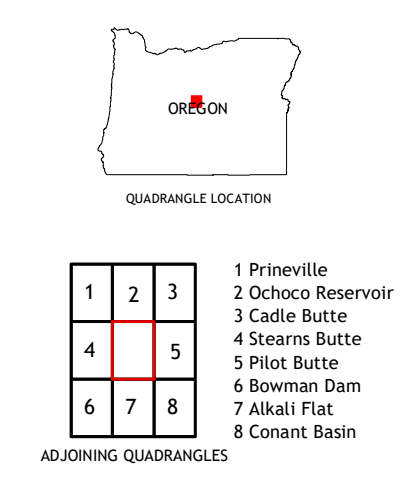 OREGON
QUADRANGLE LOCATION
1 2 3
4 5
6 7 8
1 Prineville
2 Ochoco Reservoir
3 Cadle Butte
4 Stearns Butte
5 Pilot Butte
6 Bowman Dam
7 Alkali Flat
8 Conant Basin
ADJOINING QUADRANGLES